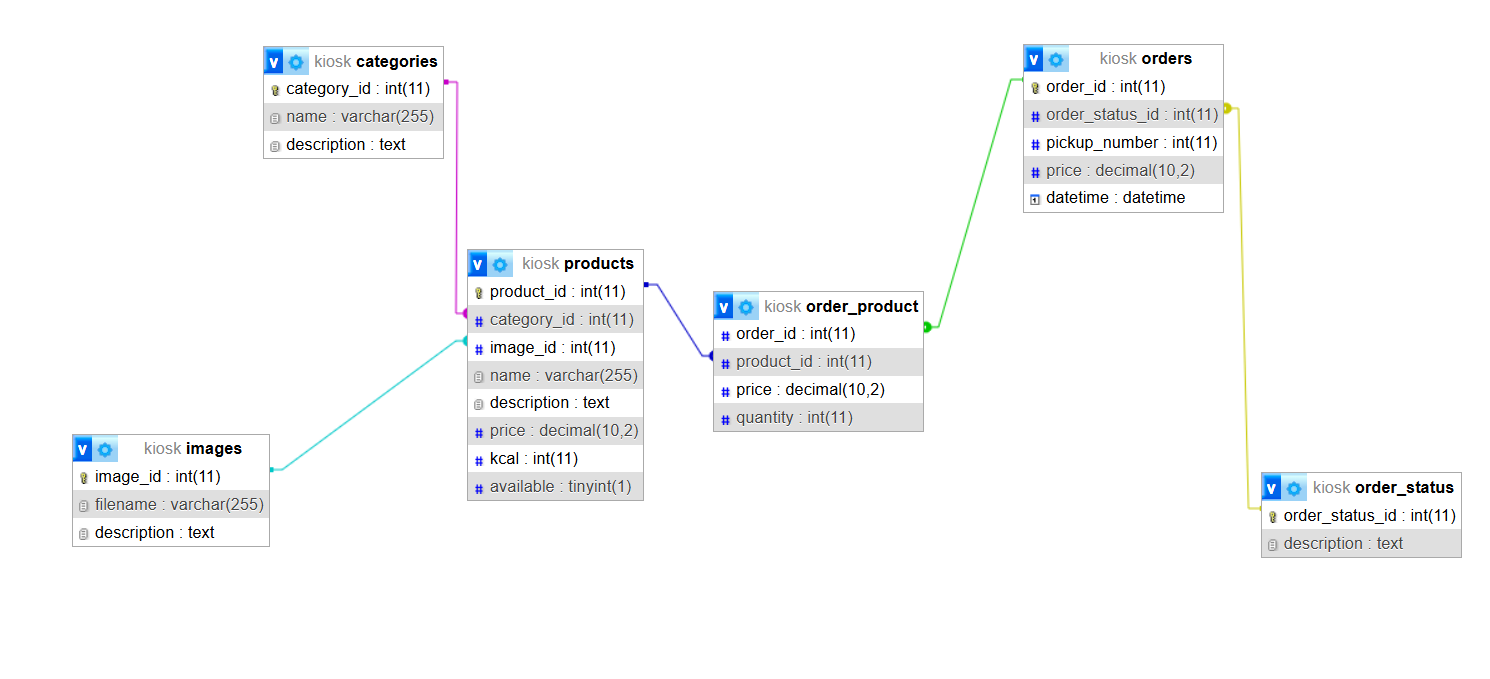 v kiosk categories
category_id : int(11)
name : varchar(255)
description : text
v kiosk orders
order_id : int(11)
order_status_id : int(11)
pickup_number : int(11)
price : decimal(10,2)
datetime : datetime
v kiosk products
product_id : int(11)
category_id : int(11)
image_id : int(11)
name : varchar(255)
description : text
price : decimal(10,2)
kcal : int(11)
available : tinyint(1)
v kiosk order_product
order_id : int(11)
product_id : int(11)
price : decimal(10,2)
quantity : int(11)
v kiosk images
image_id : int(11)
filename : varchar(255)
description : text
v kiosk order_status
order_status_id : int(11)
description : text